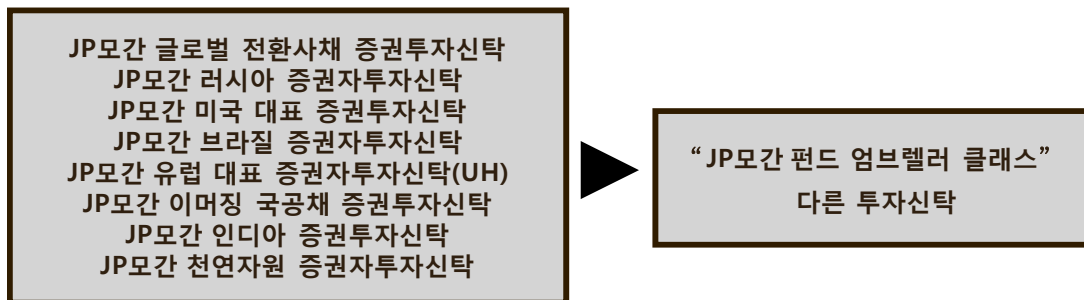 JP모간 글로벌 전환사채 증권투자신탁
JP모간 러시아 증권자투자신탁
JP모간 미국 대표 증권투자신탁
JP모간 브라질 증권자투자신탁
JP모간 유럽 대표 증권자투자신탁(UH)
JP모간 이머징 국공채 증권투자신탁
JP모간 인디아 증권투자신탁
JP모간 천연자원 증권자투자신탁
“JP모간 펀드 엄브렐러 클래스”
다른 투자신탁